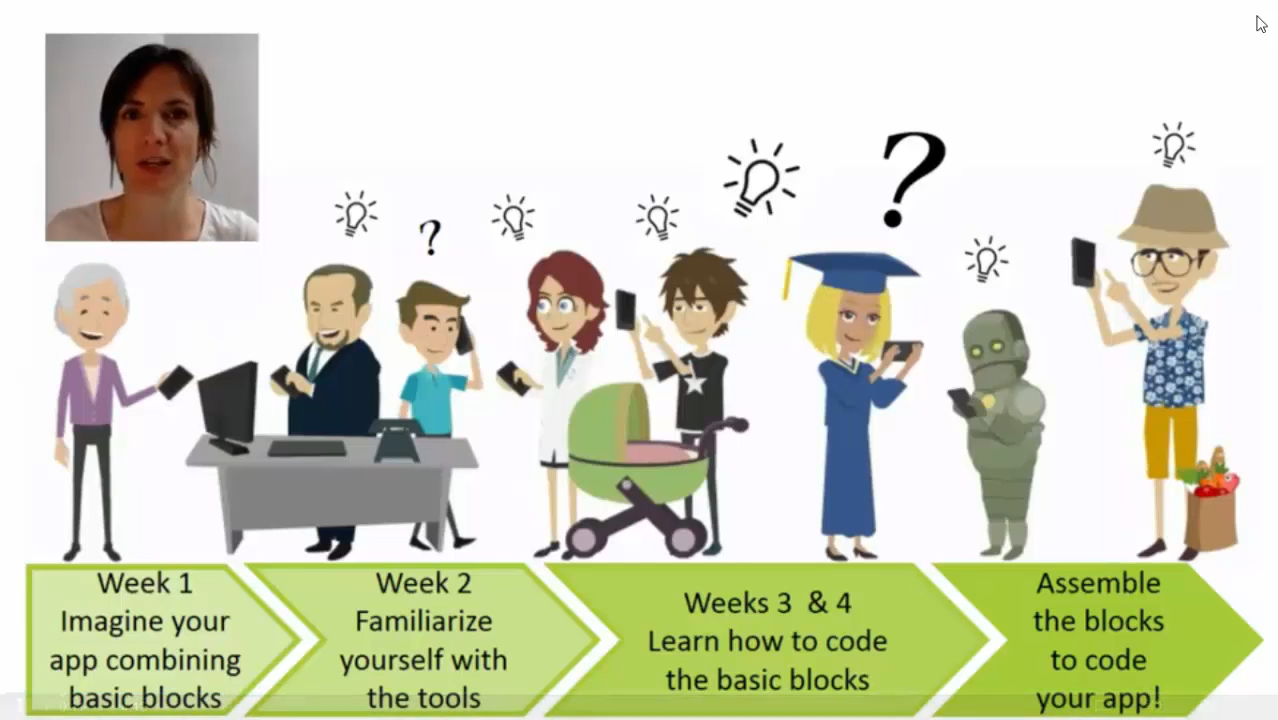 ?
?
Week 1
Imagine your
app combining
basic blocks
Week 2
Familiarize
yourself with
the tools
Weeks 3 & 4
Learn how to code
the basic blocks
Assemble
the blocks
to code
your app!